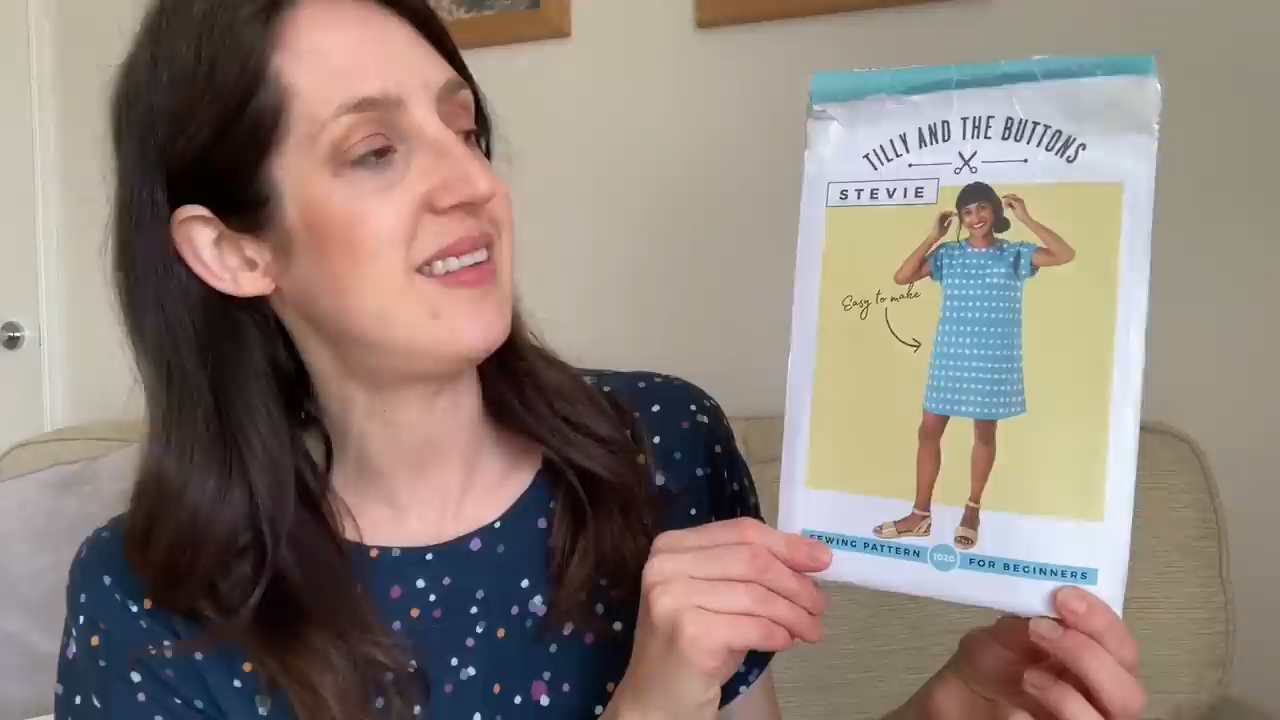 TILLY AND THE BUTTONS
STEVIE
Easy to make
SEWING PATTERN 1020 FOR BEGINNERS